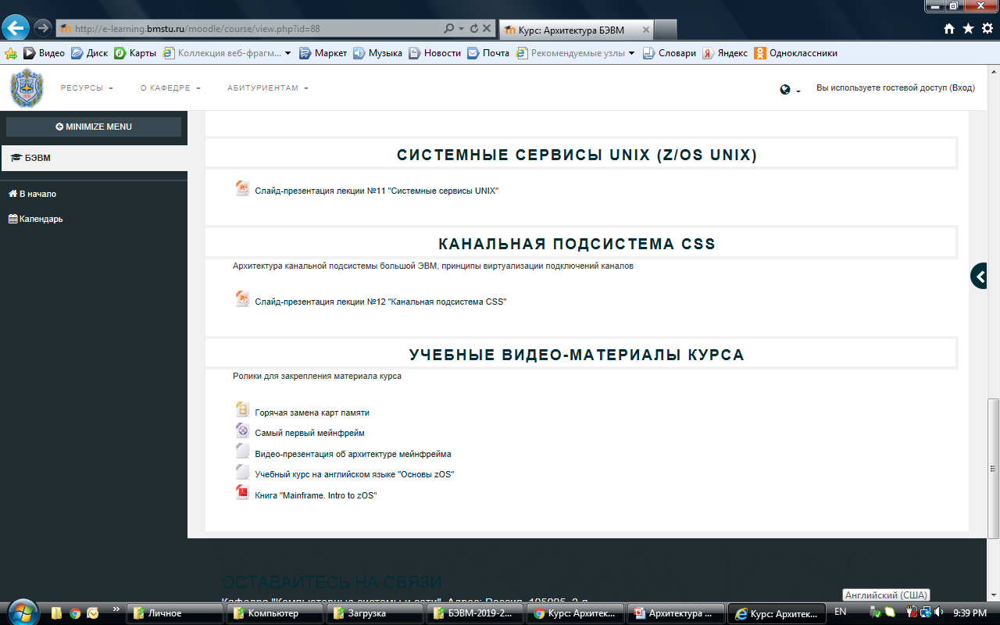 http://e-learning.bmstu.ru/moodle/course/view.php?id=88
Курс: Архитектура БЭВМ
Видео Диск Карты Коллекция веб-фрагм... Маркет Музыка Новости Почта Рекомендуемые узлы Словари Яндекс Одноклассники
РЕСУРСЫ О КАФЕДРЕ АБИТУРИЕНТАМ Вы используете гостевой доступ (Вход)
MINIMIZE MENU
БЭВМ
В начало
Календарь
СИСТЕМНЫЕ СЕРВИСЫ UNIX (Z/OS UNIX)
Слайд-презентация лекции №11 "Системные сервисы UNIX"
КАНАЛЬНАЯ ПОДСИСТЕМА CSS
Архитектура канальной подсистемы большой ЭВМ, принципы виртуализации подключений каналов
Слайд-презентация лекции №12 "Канальная подсистема CSS"
УЧЕБНЫЕ ВИДЕО-МАТЕРИАЛЫ КУРСА
Ролики для закрепления материала курса
Горячая замена карт памяти
Самый первый мейнфрейм
Видео-презентация об архитектуре мейнфрейма
Учебный курс на английском языке "Основы zOS"
Книга "Mainframe. Intro to zOS"
ОСТАВАЙТЕСЬ НА СВЯЗИ
Кафедра "Компьютерные системы и сети". Адрес: Россия, 105005, 2-я
Английский (США)
Личное Компьютер Загрузка БЭВМ-2019-2... Курс: Архитек... Архитектура ... Курс: Архитек... EN 9:39 PM